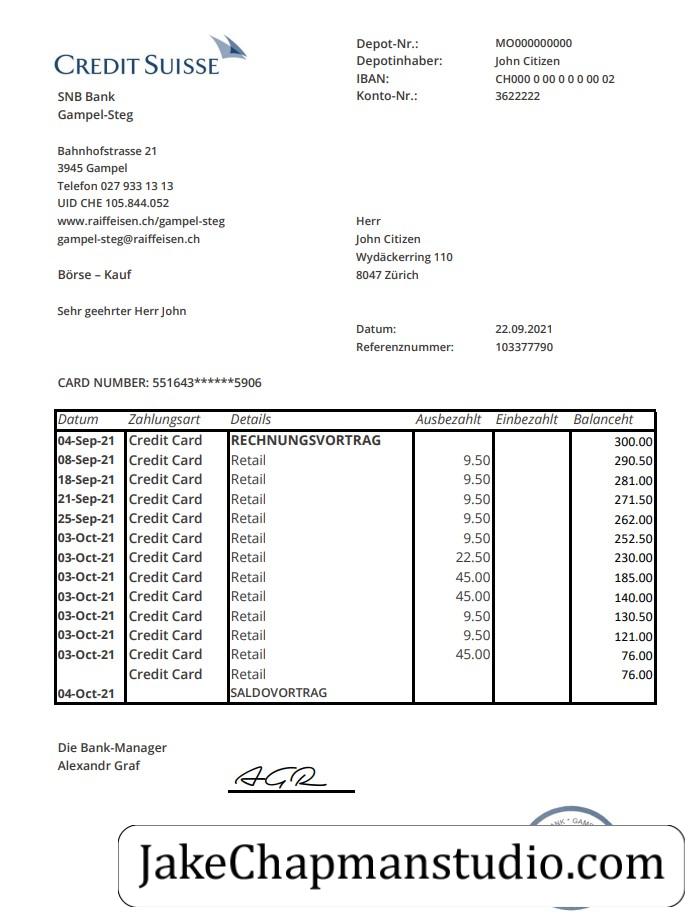 CREDIT SUISSE
SNB Bank
Gampel-Steg
Depot-Nr.: MO000000000
Depotinhaber: John Citizen
IBAN: CH000 0 00 0 0 0 00 02
Konto-Nr.: 3622222
Bahnhofstrasse 21
3945 Gampel
Telefon 027 933 13 13
UID CHE 105.844.052
www.raiffeisen.ch/gampel-steg
gampel-steg@raiffeisen.ch
Herr
John Citizen
Wydäckerring 110
8047 Zürich
Börse – Kauf
Sehr geehrter Herr John
Datum: 22.09.2021
Referenznummer: 103377790
CARD NUMBER: 551643******5906
Datum Zahlungsart Details Ausbezahlt Einbezahlt Balanceht
04-Sep-21 Credit Card RECHNUNGSVORTRAG 300.00
08-Sep-21 Credit Card Retail 9.50 290.50
18-Sep-21 Credit Card Retail 9.50 281.00
21-Sep-21 Credit Card Retail 9.50 271.50
25-Sep-21 Credit Card Retail 9.50 262.00
03-Oct-21 Credit Card Retail 9.50 252.50
03-Oct-21 Credit Card Retail 22.50 230.00
03-Oct-21 Credit Card Retail 45.00 185.00
03-Oct-21 Credit Card Retail 45.00 140.00
03-Oct-21 Credit Card Retail 9.50 130.50
03-Oct-21 Credit Card Retail 9.50 121.00
03-Oct-21 Credit Card Retail 45.00 76.00
Credit Card Retail 76.00
04-Oct-21 SALDOVORTRAG
Die Bank-Manager
Alexandr Graf
AGR
JakeChapmanstudio.com